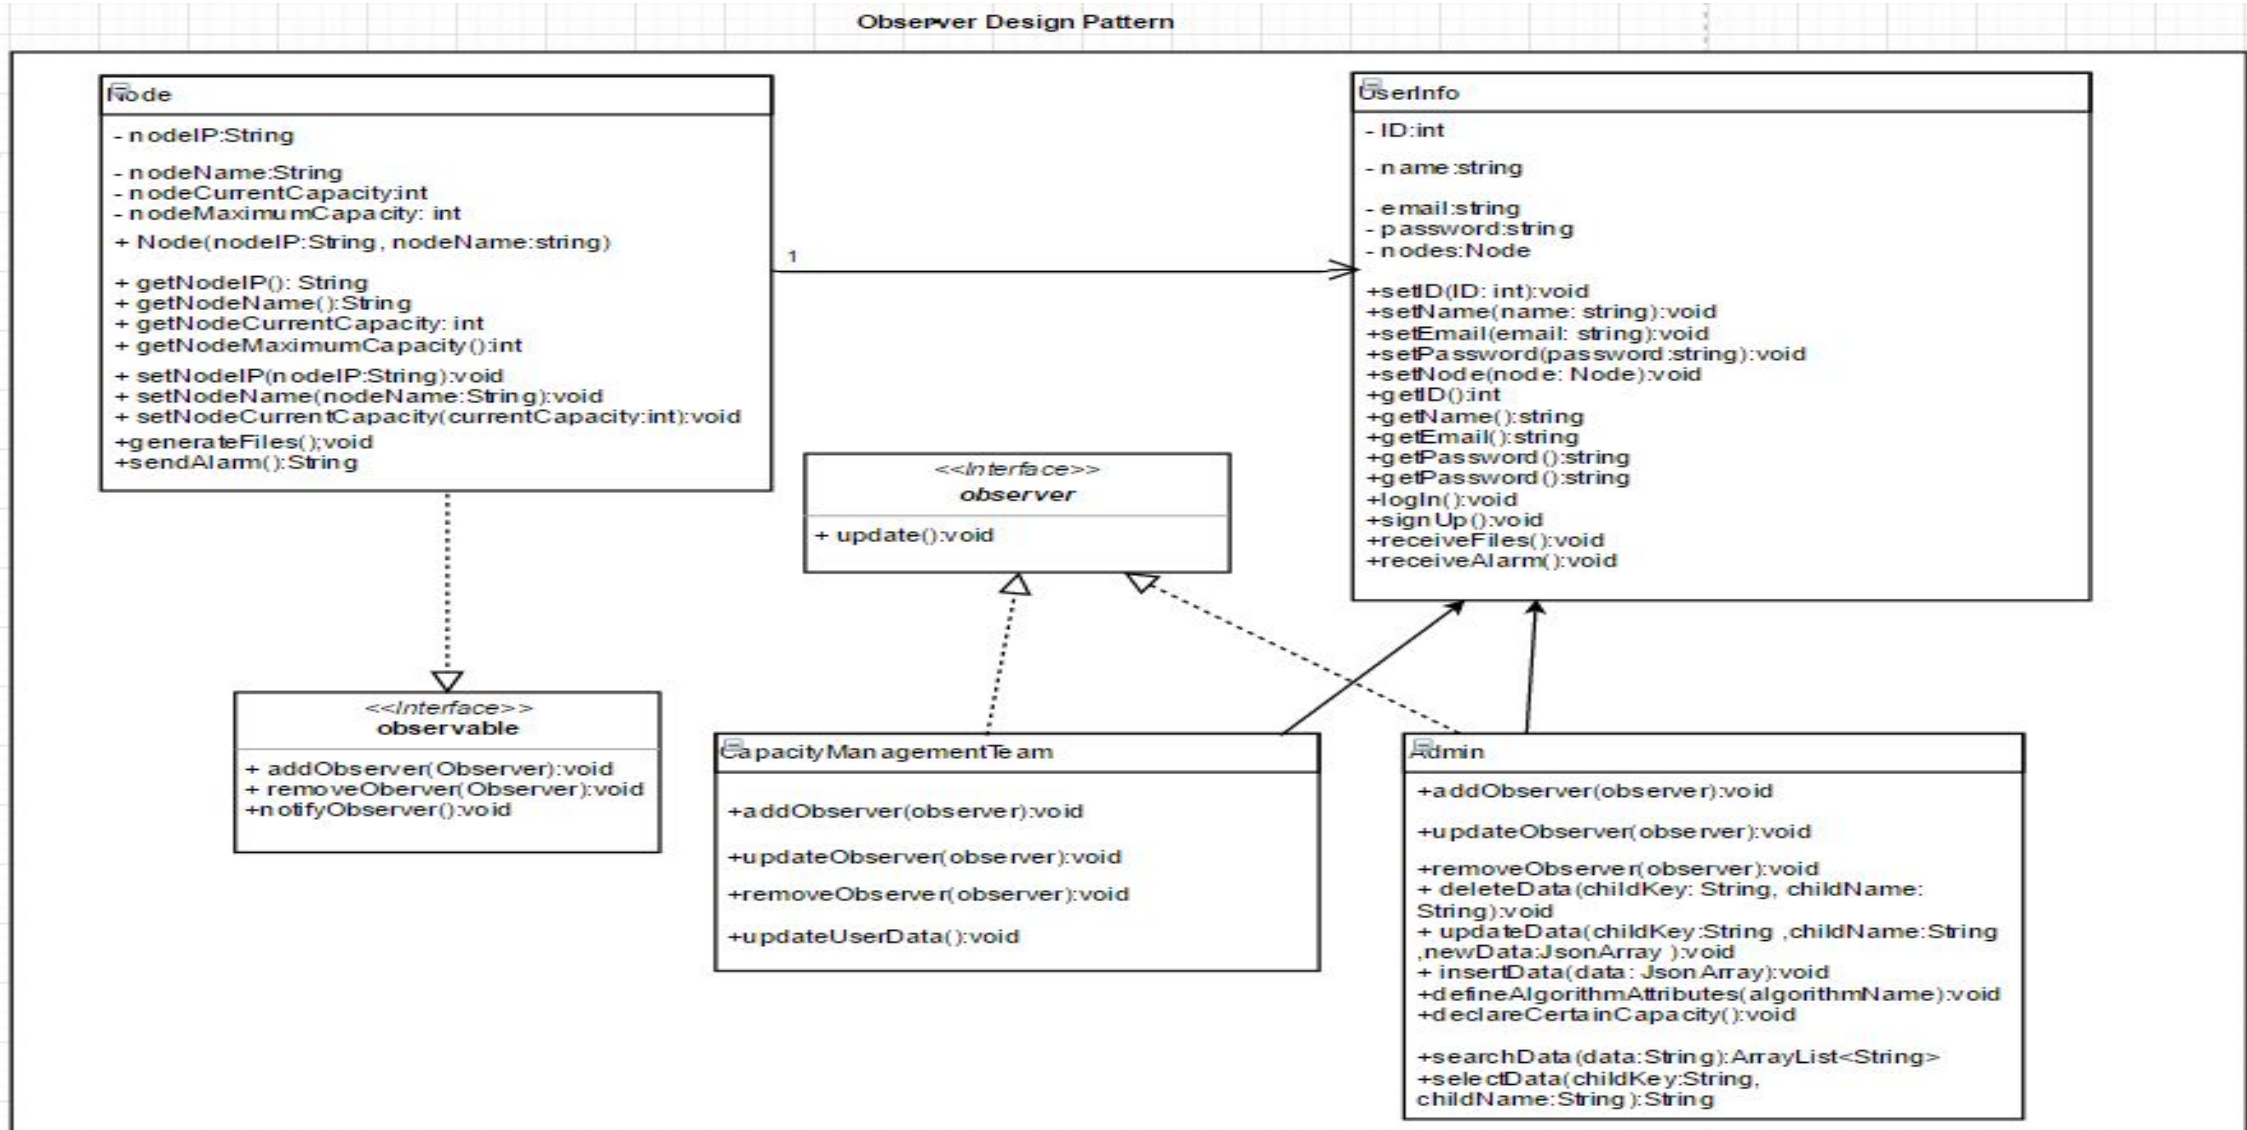 Observer Design Pattern
Node
- nodeIP:String
- nodeName:String
- nodeCurrentCapacity:int
- nodeMaximumCapacity: int
+ Node(nodeIP:String, nodeName:string)
+ getNodeIP(): String
+ getNodeName():String
+ getNodeCurrentCapacity: int
+ getNodeMaximumCapacity():int
+ setNodeIP(nodeIP:String):void
+ setNodeName(nodeName:String):void
+ setNodeCurrentCapacity(currentCapacity:int):void
+generateFiles();void
+sendAlarm():String
1
UserInfo
- ID:int
- name:string
- email:string
- password:string
- nodes:Node
+setID(ID: int):void
+setName(name: string):void
+setEmail(email: string):void
+setPassword(password:string):void
+setNode(node: Node):void
+getID():int
+getName():string
+getEmail():string
+getPassword():string
+getPassword():string
+logIn():void
+signUp():void
+receiveFiles():void
+receiveAlarm():void
<<Interface>>
observer
+ update():void
<<Interface>>
observable
+ addObserver(Observer):void
+ removeOberver(Observer):void
+notifyObserver():void
CapacityManagementTeam
+addObserver(observer):void
+updateObserver(observer):void
+removeObserver(observer):void
+updateUserData():void
Admin
+addObserver(observer):void
+updateObserver(observer):void
+removeObserver(observer):void
+ deleteData(childKey: String, childName:
String):void
+ updateData(childKey:String ,childName:String
,newData:JsonArray ):void
+ insertData(data: JsonArray):void
+defineAlgorithmAttributes(algorithmName):void
+declareCertainCapacity():void
+searchData(data:String):ArrayList<String>
+selectData(childKey:String,
childName:String):String